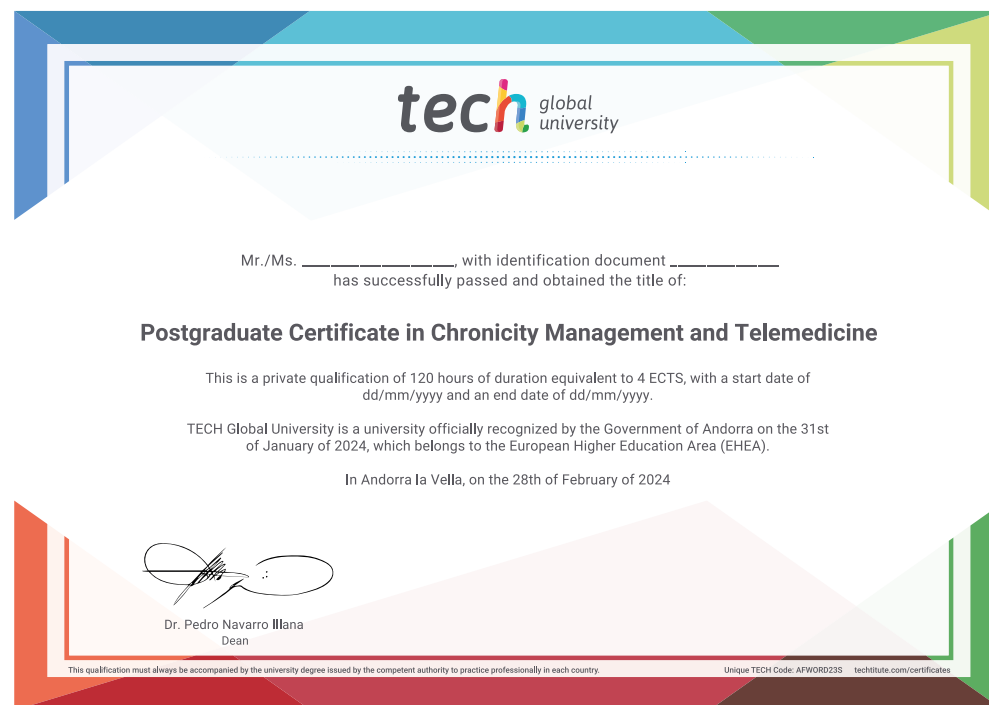 tech global
university
Mr./Ms. ____________________, with identification document ______________
has successfully passed and obtained the title of:
Postgraduate Certificate in Chronicity Management and Telemedicine
This is a private qualification of 120 hours of duration equivalent to 4 ECTS, with a start date of
dd/mm/yyyy and an end date of dd/mm/yyyy.
TECH Global University is a university officially recognized by the Government of Andorra on the 31st
of January of 2024, which belongs to the European Higher Education Area (EHEA).
In Andorra la Vella, on the 28th of February of 2024
Dr. Pedro Navarro Illana
Dean
This qualification must always be accompanied by the university degree issued by the competent authority to practice professionally in each country.
Unique TECH Code: AFWORD23S techtitute.com/certificates